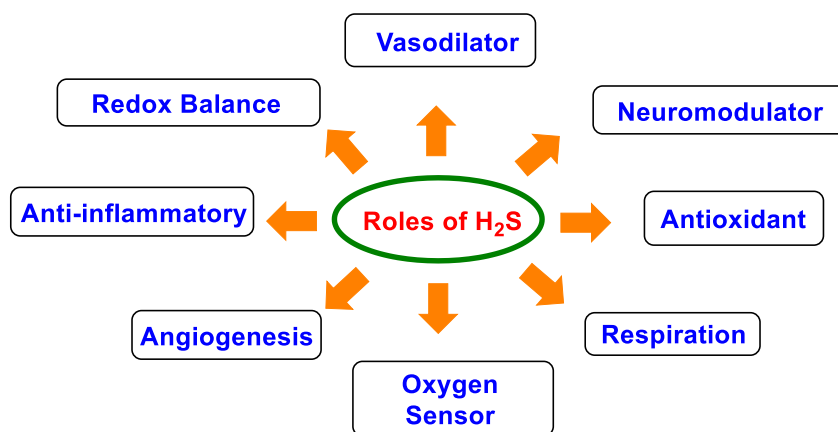 Vasodilator
Redox Balance
Neuromodulator
Anti-inflammatory
Roles of H₂S
Antioxidant
Angiogenesis
Respiration
Oxygen
Sensor